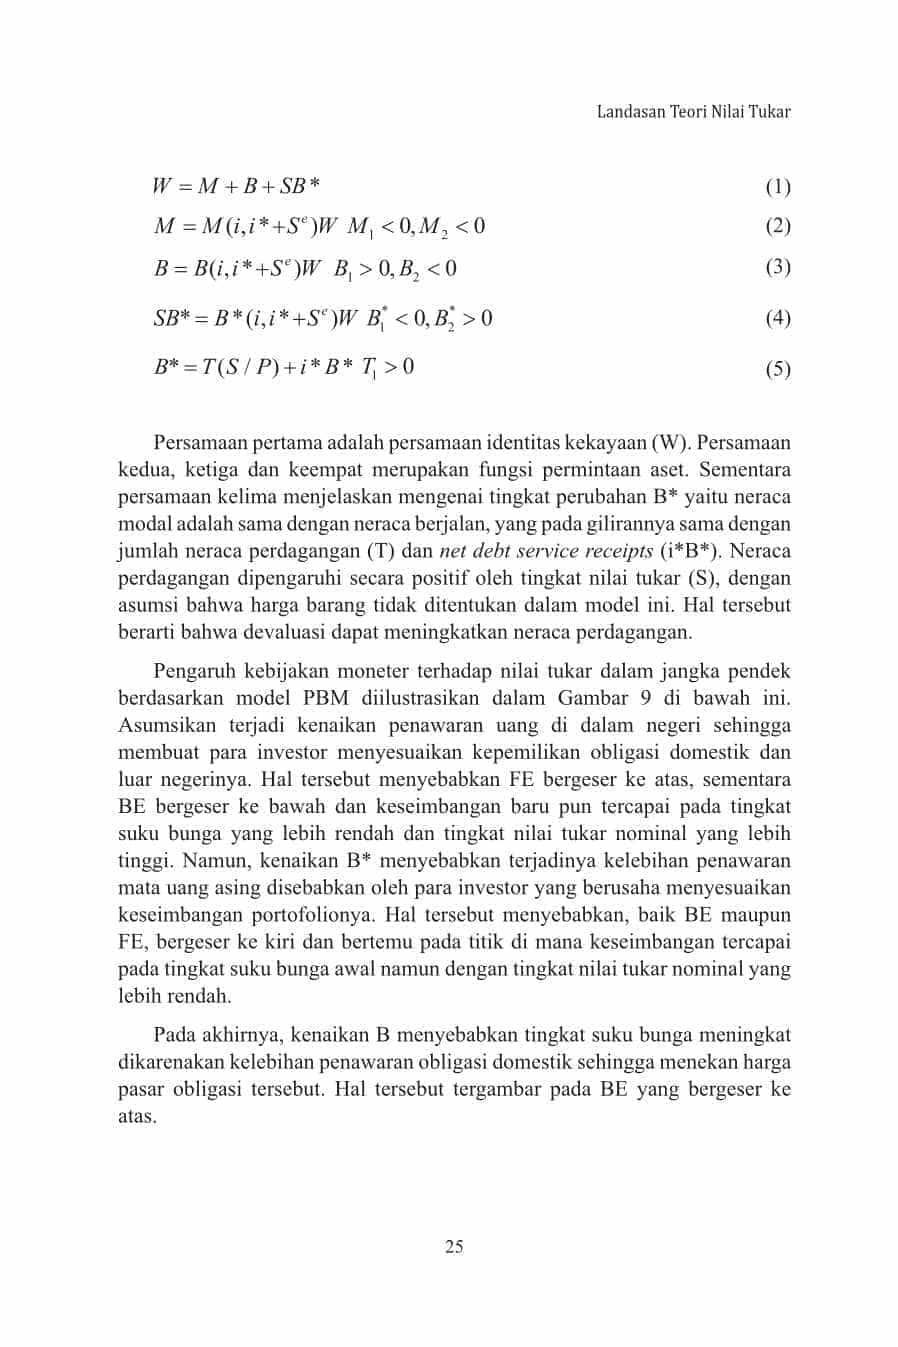 Landasan Teori Nilai Tukar
W = M + B + SB* (1)
M = M(i,i*+Sᵉ)W M₁ < 0, M₂ < 0 (2)
B = B(i,i*+Sᵉ)W B₁ > 0, B₂ < 0 (3)
SB* = B*(i,i*+Sᵉ)W B₁* < 0, B₂* > 0 (4)
B* = T(S / P) + i* B* T₁ > 0 (5)
Persamaan pertama adalah persamaan identitas kekayaan (W). Persamaan
kedua, ketiga dan keempat merupakan fungsi permintaan aset. Sementara
persamaan kelima menjelaskan mengenai tingkat perubahan B* yaitu neraca
modal adalah sama dengan neraca berjalan, yang pada gilirannya sama dengan
jumlah neraca perdagangan (T) dan net debt service receipts (i*B*). Neraca
perdagangan dipengaruhi secara positif oleh tingkat nilai tukar (S), dengan
asumsi bahwa harga barang tidak ditentukan dalam model ini. Hal tersebut
berarti bahwa devaluasi dapat meningkatkan neraca perdagangan.
Pengaruh kebijakan moneter terhadap nilai tukar dalam jangka pendek
berdasarkan model PBM diilustrasikan dalam Gambar 9 di bawah ini.
Asumsikan terjadi kenaikan penawaran uang di dalam negeri sehingga
membuat para investor menyesuaikan kepemilikan obligasi domestik dan
luar negerinya. Hal tersebut menyebabkan FE bergeser ke atas, sementara
BE bergeser ke bawah dan keseimbangan baru pun tercapai pada tingkat
suku bunga yang lebih rendah dan tingkat nilai tukar nominal yang lebih
tinggi. Namun, kenaikan B* menyebabkan terjadinya kelebihan penawaran
mata uang asing disebabkan oleh para investor yang berusaha menyesuaikan
keseimbangan portofolionya. Hal tersebut menyebabkan, baik BE maupun
FE, bergeser ke kiri dan bertemu pada titik di mana keseimbangan tercapai
pada tingkat suku bunga awal namun dengan tingkat nilai tukar nominal yang
lebih rendah.
Pada akhirnya, kenaikan B menyebabkan tingkat suku bunga meningkat
dikarenakan kelebihan penawaran obligasi domestik sehingga menekan harga
pasar obligasi tersebut. Hal tersebut tergambar pada BE yang bergeser ke
atas.
25